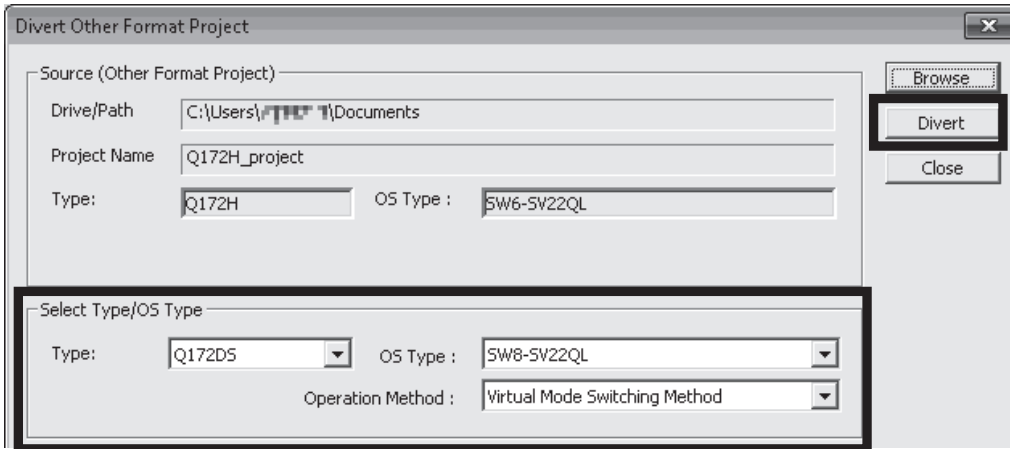 Divert Other Format Project
Source (Other Format Project)
Browse
Drive/Path C:\Users\ \Documents
Divert
Project Name Q172H_project
Close
Type: Q172H OS Type : SW6-SV22QL
Select Type/OS Type
Type: Q172DS OS Type : SW8-SV22QL
Operation Method : Virtual Mode Switching Method